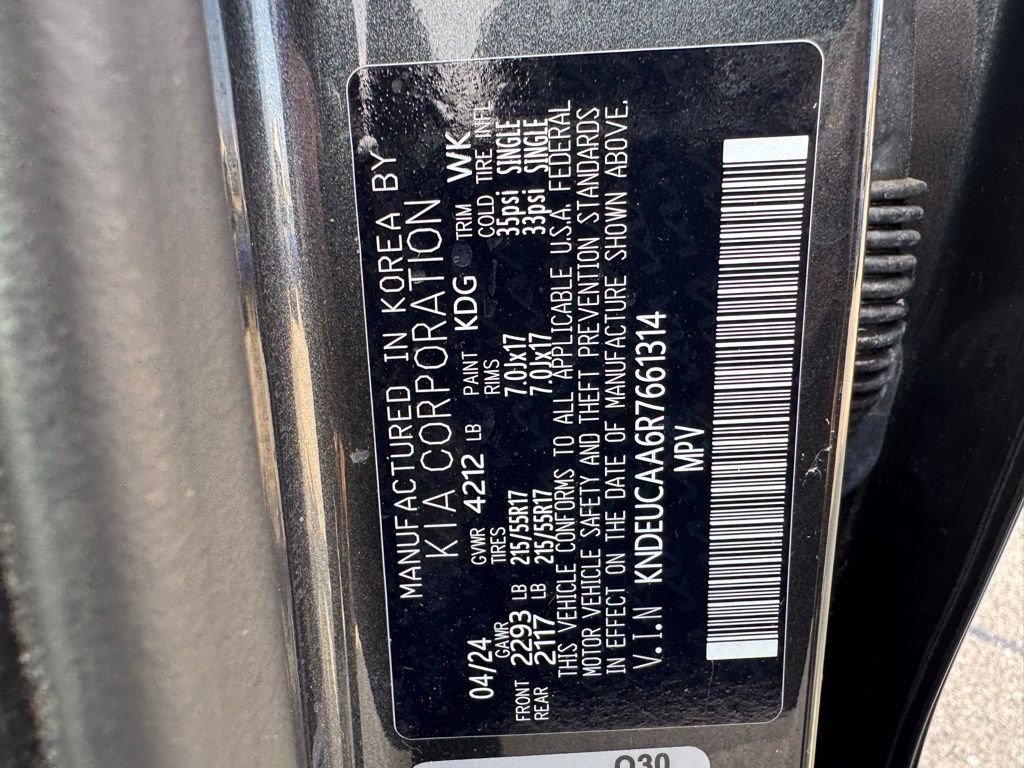 MANUFACTURED IN KOREA BY
KIA CORPORATION
04/24 GVWR 4212 LB PAINT KDG TRIM WK
GAWR TIRES RIMS COLD TIRE INFL
FRONT 2293 LB 215/55R17 7.0Jx17 35psi SINGLE
REAR 2117 LB 215/55R17 7.0Jx17 33psi SINGLE
THIS VEHICLE CONFORMS TO ALL APPLICABLE U.S.A. FEDERAL
MOTOR VEHICLE SAFETY AND THEFT PREVENTION STANDARDS
IN EFFECT ON THE DATE OF MANUFACTURE SHOWN ABOVE.
V.I.N KNDEUCAA6R7661314
MPV
030